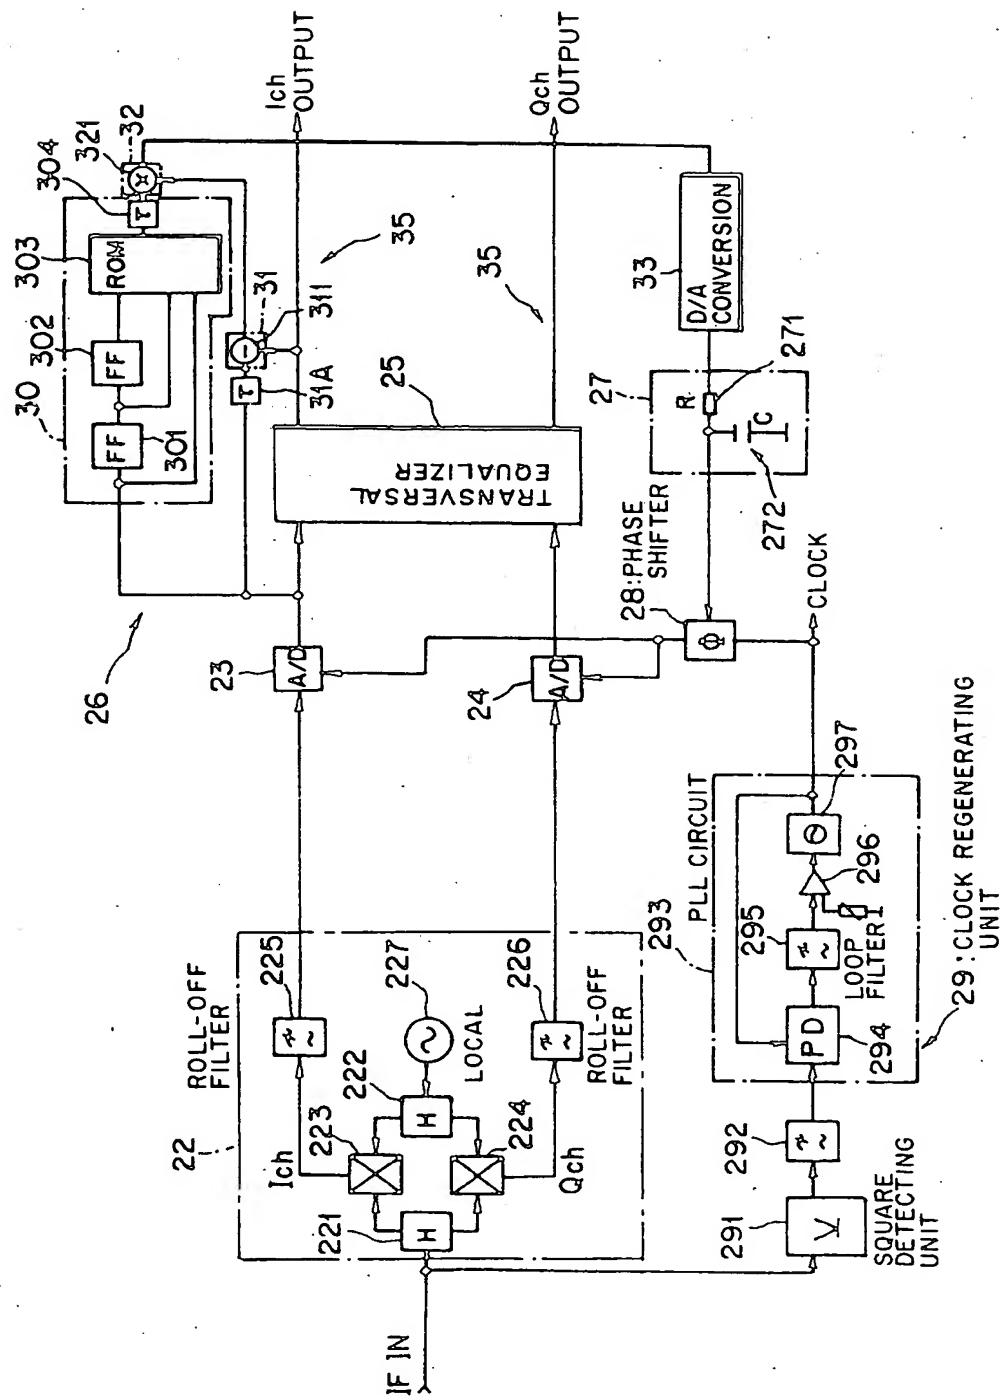 IF IN
22
221
H
Ich
223
222
H
224
Qch
ROLL-OFF
FILTER
225
227
LOCAL
226
ROLL-OFF
FILTER
291
V
SQUARE
DETECTING
UNIT
292
PLL CIRCUIT
293
PD
294
295
LOOP
FILTER
296
297
29:CLOCK REGENERATING
UNIT
CLOCK
26
23
A/D
24
A/D
28:PHASE
SHIFTER
Φ
TRANSVERSAL
EQUALIZER
25
30
FF
301
FF
302
303
ROM
304
T
321
32
×
T
31A
-
31
311
35
35
Ich
OUTPUT
Qch
OUTPUT
27
R
271
C
272
33
D/A
CONVERSION